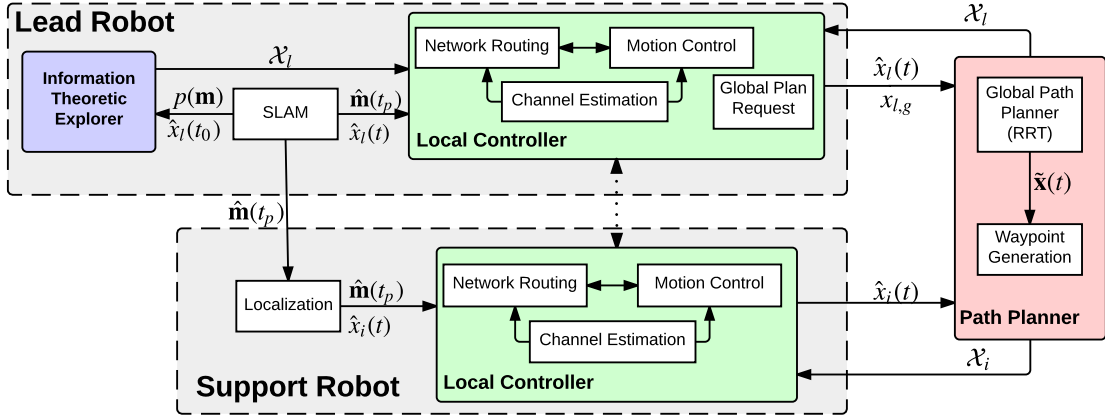 Lead Robot
Information
Theoretic
Explorer
𝒳_l
p(𝐦)
x̂_l(t_0)
SLAM
𝐦̂(t_p)
x̂_l(t)
Network Routing
Motion Control
Channel Estimation
Global Plan
Request
Local Controller
𝒳_l
x̂_l(t)
x_{l,g}
Global Path
Planner
(RRT)
𝐱̃(t)
Waypoint
Generation
Path Planner
𝐦̂(t_p)
Localization
𝐦̂(t_p)
x̂_i(t)
Network Routing
Motion Control
Channel Estimation
Local Controller
x̂_i(t)
𝒳_i
Support Robot